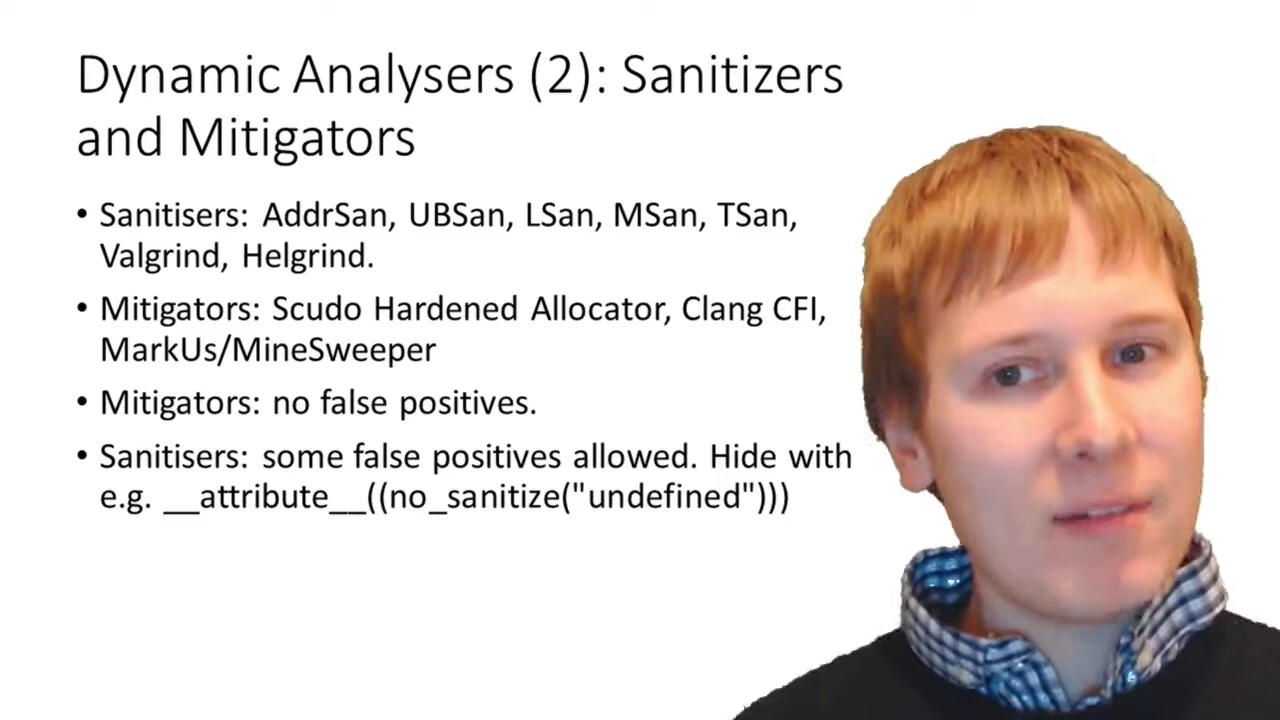 Dynamic Analysers (2): Sanitizers
and Mitigators
• Sanitisers: AddrSan, UBSan, LSan, MSan, TSan,
Valgrind, Helgrind.
• Mitigators: Scudo Hardened Allocator, Clang CFI,
MarkUs/MineSweeper
• Mitigators: no false positives.
• Sanitisers: some false positives allowed. Hide with
e.g. __attribute__((no_sanitize("undefined")))